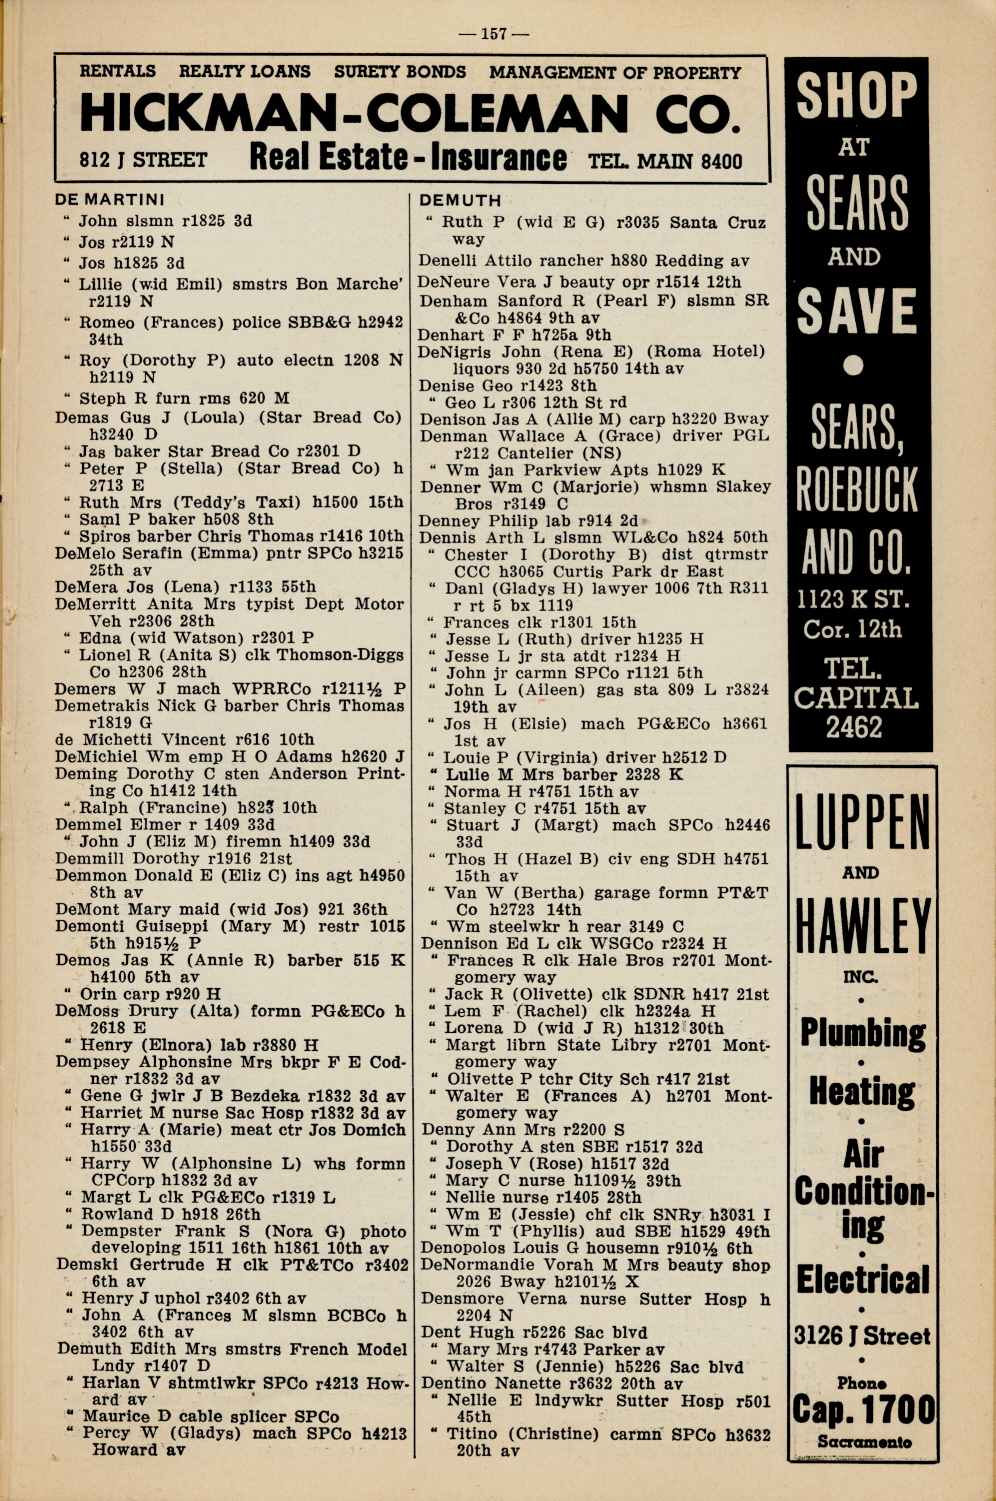 — 157 —
RENTALS REALTY LOANS SURETY BONDS MANAGEMENT OF PROPERTY
HICKMAN-COLEMAN CO.
812 J STREET Real Estate - Insurance TEL. MAIN 8400
DE MARTINI
" John slsmn r1825 3d
" Jos r2119 N
" Jos h1825 3d
" Lillie (wid Emil) smstrs Bon Marche'
r2119 N
" Romeo (Frances) police SBB&G h2942
34th
" Roy (Dorothy P) auto electn 1208 N
h2119 N
" Steph R furn rms 620 M
Demas Gus J (Loula) (Star Bread Co)
h3240 D
" Jas baker Star Bread Co r2301 D
" Peter P (Stella) (Star Bread Co) h
2713 E
" Ruth Mrs (Teddy's Taxi) h1500 15th
" Saml P baker h508 8th
" Spiros barber Chris Thomas r1416 10th
DeMelo Serafin (Emma) pntr SPCo h3215
25th av
DeMera Jos (Lena) r1133 55th
DeMerritt Anita Mrs typist Dept Motor
Veh r2306 28th
" Edna (wid Watson) r2301 P
" Lionel R (Anita S) clk Thomson-Diggs
Co h2306 28th
Demers W J mach WPRRCo r1211½ P
Demetrakis Nick G barber Chris Thomas
r1819 G
de Michetti Vincent r616 10th
DeMichiel Wm emp H O Adams h2620 J
Deming Dorothy C sten Anderson Print-
ing Co h1412 14th
" Ralph (Francine) h823 10th
Demmel Elmer r 1409 33d
" John J (Eliz M) firemn h1409 33d
Demmill Dorothy r1916 21st
Demmon Donald E (Eliz C) ins agt h4950
8th av
DeMont Mary maid (wid Jos) 921 36th
Demonti Guiseppi (Mary M) restr 1015
5th h915½ P
Demos Jas K (Annie R) barber 515 K
h4100 5th av
" Orin carp r920 H
DeMoss Drury (Alta) formn PG&ECo h
2618 E
" Henry (Elnora) lab r3880 H
Dempsey Alphonsine Mrs bkpr F E Cod-
ner r1832 3d av
" Gene G jwlr J B Bezdeka r1832 3d av
" Harriet M nurse Sac Hosp r1832 3d av
" Harry A (Marie) meat ctr Jos Domich
h1550 33d
" Harry W (Alphonsine L) whs formn
CPCorp h1832 3d av
" Margt L clk PG&ECo r1319 L
" Rowland D h918 26th
" Dempster Frank S (Nora G) photo
developing 1511 16th h1861 10th av
Demski Gertrude H clk PT&TCo r3402
6th av
" Henry J uphol r3402 6th av
" John A (Frances M slsmn BCBCo h
3402 6th av
Demuth Edith Mrs smstrs French Model
Lndy r1407 D
" Harlan V shtmtlwkr SPCo r4213 How-
ard av
" Maurice D cable splicer SPCo
" Percy W (Gladys) mach SPCo h4213
Howard av
DEMUTH
" Ruth P (wid E G) r3035 Santa Cruz
way
Denelli Attilo rancher h880 Redding av
DeNeure Vera J beauty opr r1514 12th
Denham Sanford R (Pearl F) slsmn SR
&Co h4864 9th av
Denhart F F h725a 9th
DeNigris John (Rena E) (Roma Hotel)
liquors 930 2d h5750 14th av
Denise Geo r1423 8th
" Geo L r306 12th St rd
Denison Jas A (Allie M) carp h3220 Bway
Denman Wallace A (Grace) driver PGL
r212 Cantelier (NS)
" Wm jan Parkview Apts h1029 K
Denner Wm C (Marjorie) whsmn Slakey
Bros r3149 C
Denney Philip lab r914 2d
Dennis Arth L slsmn WL&Co h824 50th
" Chester I (Dorothy B) dist qtrmstr
CCC h3065 Curtis Park dr East
" Danl (Gladys H) lawyer 1006 7th R311
r rt 5 bx 1119
" Frances clk r1301 15th
" Jesse L (Ruth) driver h1235 H
" Jesse L jr sta atdt r1234 H
" John jr carmn SPCo r1121 5th
" John L (Aileen) gas sta 809 L r3824
19th av
" Jos H (Elsie) mach PG&ECo h3661
1st av
" Louie P (Virginia) driver h2512 D
" Lulie M Mrs barber 2328 K
" Norma H r4751 15th av
" Stanley C r4751 15th av
" Stuart J (Margt) mach SPCo h2446
33d
" Thos H (Hazel B) civ eng SDH h4751
15th av
" Van W (Bertha) garage formn PT&T
Co h2723 14th
" Wm steelwkr h rear 3149 C
Dennison Ed L clk WSGCo r2324 H
" Frances R clk Hale Bros r2701 Mont-
gomery way
" Jack R (Olivette) clk SDNR h417 21st
" Lem F (Rachel) clk h2324a H
" Lorena D (wid J R) h1312 30th
" Margt librn State Libry r2701 Mont-
gomery way
" Olivette P tchr City Sch r417 21st
" Walter E (Frances A) h2701 Mont-
gomery way
Denny Ann Mrs r2200 S
" Dorothy A sten SBE r1517 32d
" Joseph V (Rose) h1517 32d
" Mary C nurse h1109½ 39th
" Nellie nurse r1405 28th
" Wm E (Jessie) chf clk SNRy h3031 I
" Wm T (Phyllis) aud SBE h1529 49th
Denopolos Louis G housemn r910½ 6th
DeNormandie Vorah M Mrs beauty shop
2026 Bway h2101½ X
Densmore Verna nurse Sutter Hosp h
2204 N
Dent Hugh r5226 Sac blvd
" Mary Mrs r4743 Parker av
" Walter S (Jennie) h5226 Sac blvd
Dentino Nanette r3632 20th av
" Nellie E lndywkr Sutter Hosp r501
45th
" Titino (Christine) carmn SPCo h3632
20th av
SHOP
AT
SEARS
AND
SAVE
•
SEARS,
ROEBUCK
AND CO.
1123 K ST.
Cor. 12th
TEL.
CAPITAL
2462
LUPPEN
AND
HAWLEY
INC.
•
Plumbing
•
Heating
•
Air
Condition-
ing
•
Electrical
•
3126 J Street
•
Phone
Cap. 1700
Sacramento